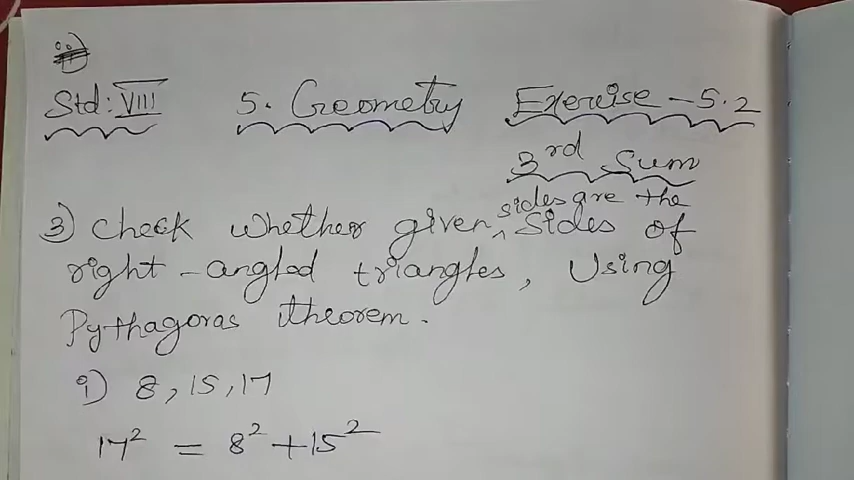 Std: VIII 5. Geometry Exercise - 5.2
3rd Sum
3) Check whether given sides are the sides of
right-angled triangles, Using
Pythagoras theorem.
i) 8, 15, 17
17² = 8² + 15²